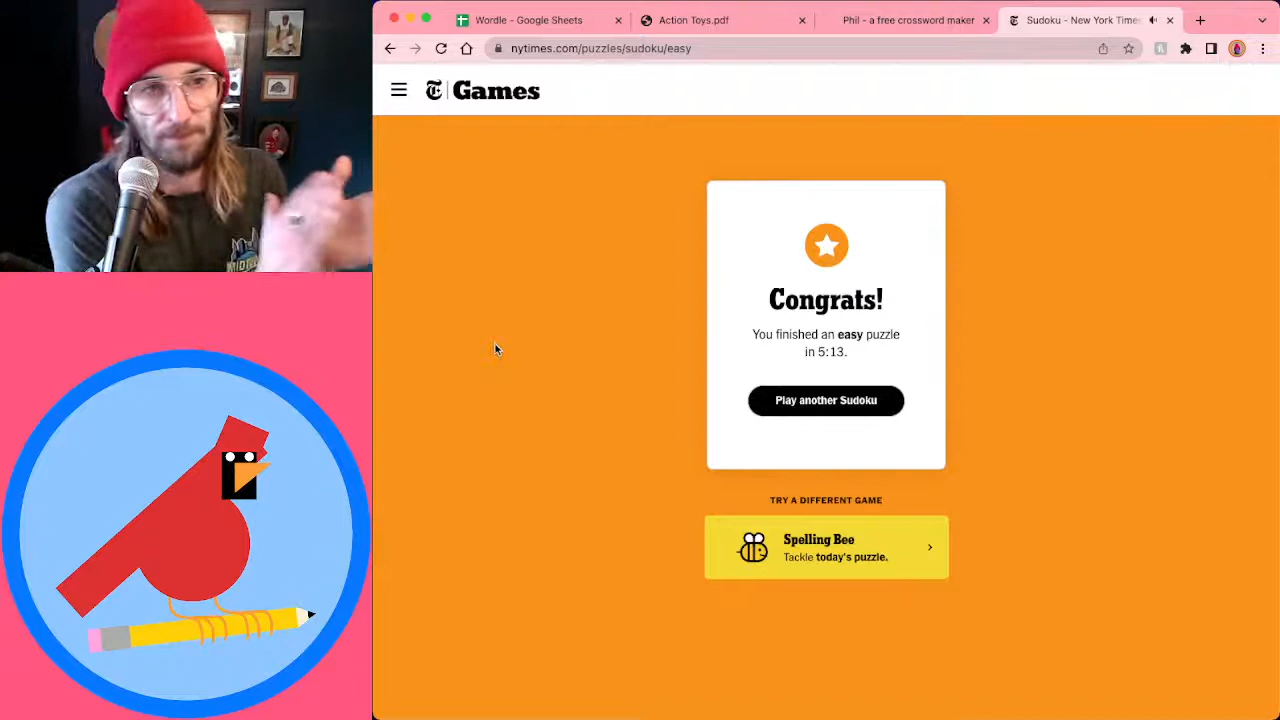 Wordle - Google Sheets
Action Toys.pdf
Phil - a free crossword maker
Sudoku - New York Times
nytimes.com/puzzles/sudoku/easy
Games
Congrats!
You finished an easy puzzle
in 5:13.
Play another Sudoku
TRY A DIFFERENT GAME
Spelling Bee
Tackle today's puzzle.